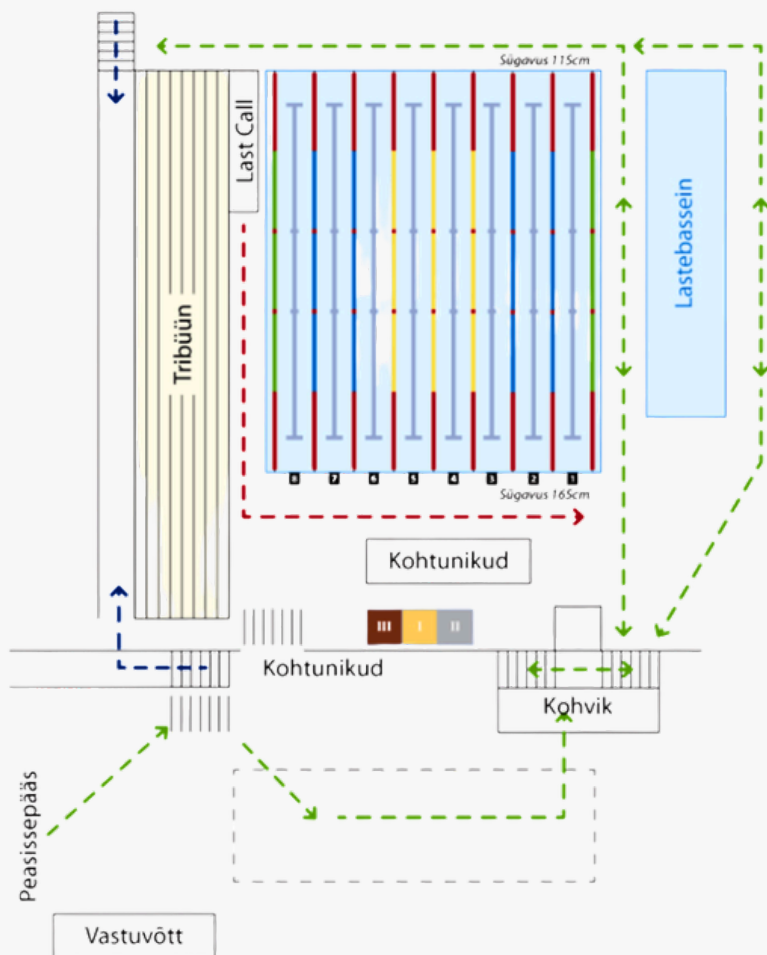 Sügavus 115cm
Last Call
Tribüün
Lastebassein
8 7 6 5 4 3 2 1
Sügavus 165cm
Kohtunikud
III I II
Kohtunikud
Kohvik
Peasissepääs
Vastuvõtt